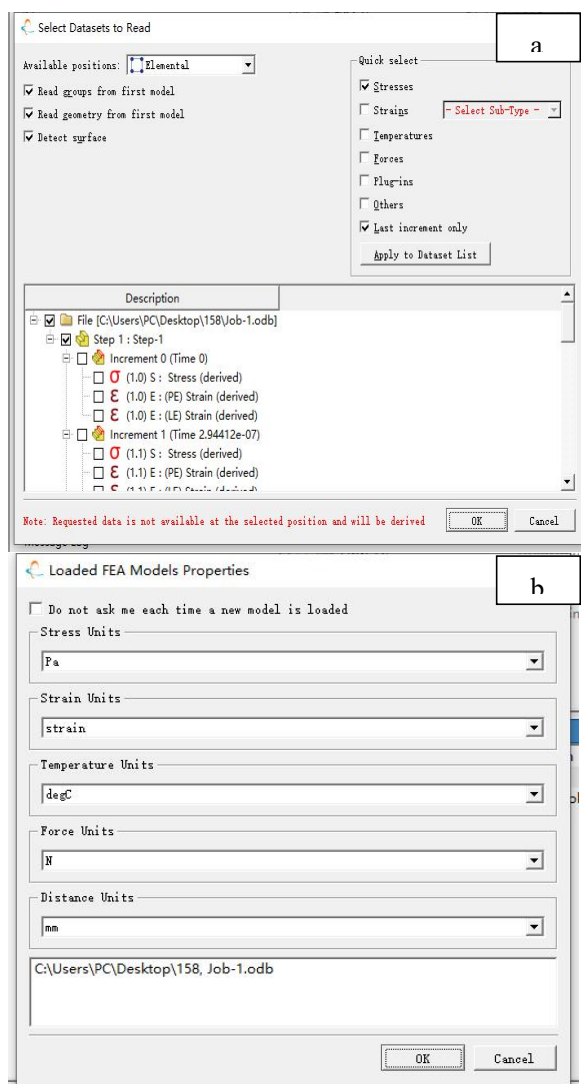 Select Datasets to Read
a
Available positions: Elemental
Read groups from first model
Read geometry from first model
Detect surface
Quick select
Stresses
Strains - Select Sub-Type -
Temperatures
Forces
Plug-ins
Others
Last increment only
Apply to Dataset List
Description
File [C:\Users\PC\Desktop\158\Job-1.odb]
Step 1 : Step-1
Increment 0 (Time 0)
σ (1.0) S : Stress (derived)
ε (1.0) E : (PE) Strain (derived)
ε (1.0) E : (LE) Strain (derived)
Increment 1 (Time 2.94412e-07)
σ (1.1) S : Stress (derived)
ε (1.1) E : (PE) Strain (derived)
ε (1.1) E : (LE) Strain (derived)
Note: Requested data is not available at the selected position and will be derived OK Cancel
Loaded FEA Models Properties
b
Do not ask me each time a new model is loaded
Stress Units
Pa
Strain Units
strain
Temperature Units
degC
Force Units
N
Distance Units
mm
C:\Users\PC\Desktop\158, Job-1.odb
OK Cancel